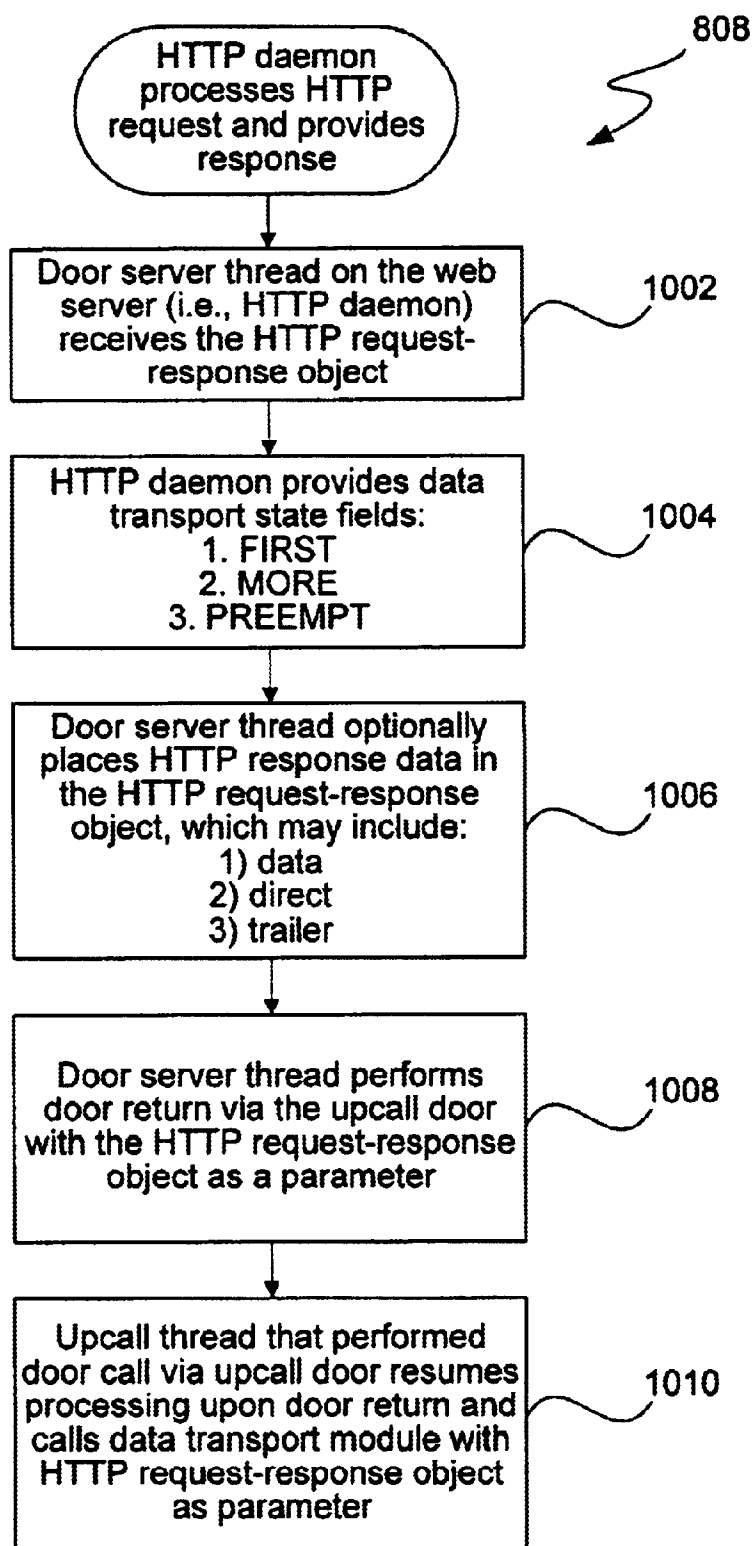 808
HTTP daemon
processes HTTP
request and provides
response
Door server thread on the web
server (i.e., HTTP daemon)
receives the HTTP request-
response object
1002
HTTP daemon provides data
transport state fields:
1. FIRST
2. MORE
3. PREEMPT
1004
Door server thread optionally
places HTTP response data in
the HTTP request-response
object, which may include:
1) data
2) direct
3) trailer
1006
Door server thread performs
door return via the upcall door
with the HTTP request-response
object as a parameter
1008
Upcall thread that performed
door call via upcall door resumes
processing upon door return and
calls data transport module with
HTTP request-response object
as parameter
1010